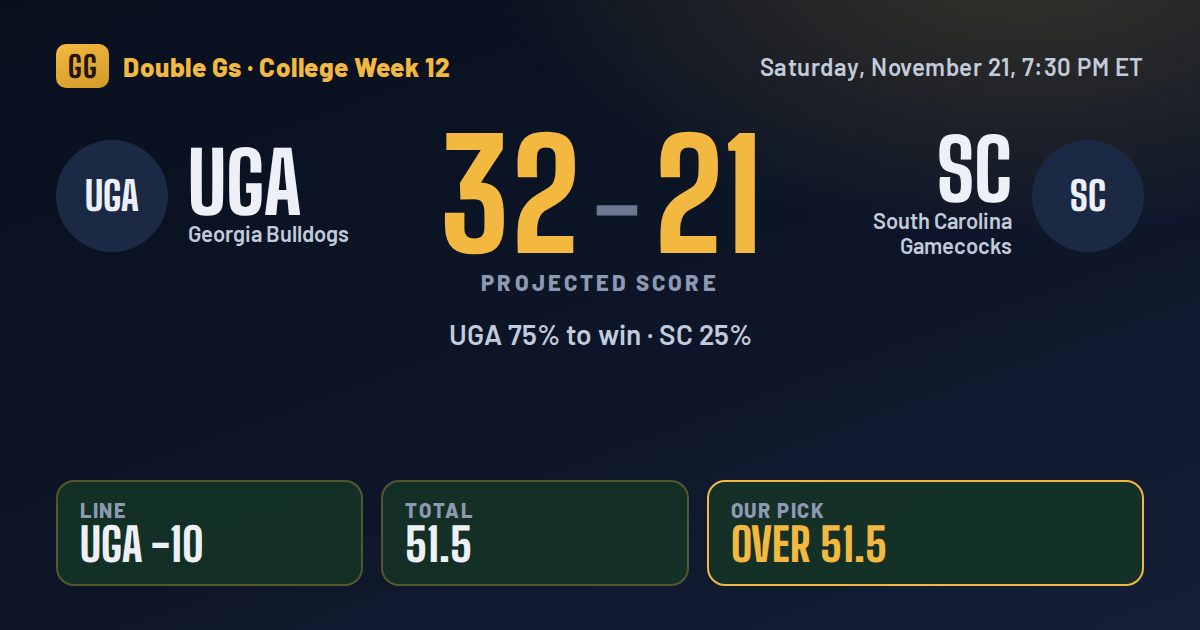 GG
Double Gs · College Week 12
Saturday, November 21, 7:30 PM ET
UGA
UGA
Georgia Bulldogs
32 – 21
PROJECTED SCORE
UGA 75% to win · SC 25%
SC
South Carolina
Gamecocks
SC
LINE
UGA −10
TOTAL
51.5
OUR PICK
OVER 51.5